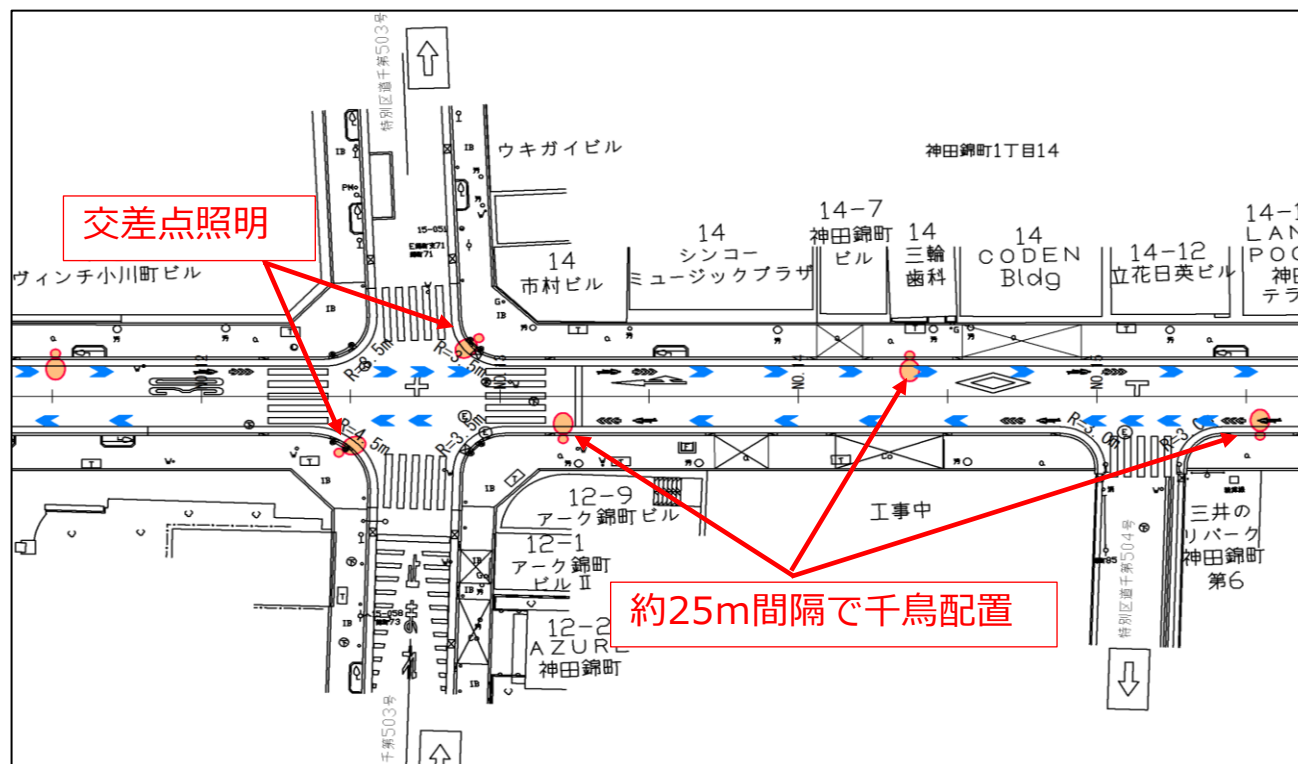 特別区道千第503号
ウキガイビル
神田錦町1丁目14
交差点照明
ヴィンチ小川町ビル
14
市村ビル
14
シンコー
ミュージックプラザ
14-7
神田錦町
ビル
14
三輪
歯科
14
CODEN
Bldg
14-12
立花日英ビル
14-1
LAN
POO
神田
テラ
R=3.5m
R=4.5m
R=3.5m
R=3.0m
12-9
アーク錦町ビル
12-1
アーク錦町
ビルⅡ
12-2
AZURE
神田錦町
工事中
三井の
リパーク
神田錦町
第6
約25m間隔で千鳥配置
特別区道千第504号
千第503号